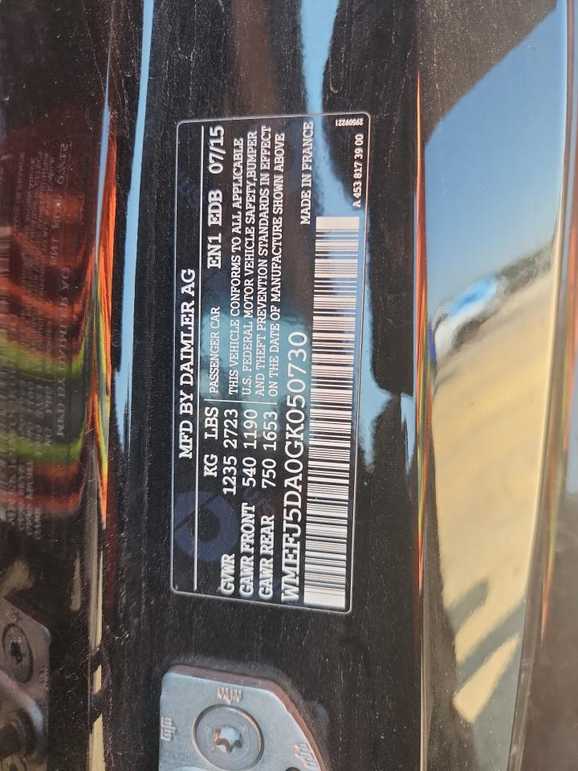 MFD BY DAIMLER AG
KG LBS PASSENGER CAR EN1 EDB 07/15
GVWR 1235 2723 THIS VEHICLE CONFORMS TO ALL APPLICABLE
GAWR FRONT 540 1190 U.S. FEDERAL MOTOR VEHICLE SAFETY, BUMPER
GAWR REAR 750 1653 AND THEFT PREVENTION STANDARDS IN EFFECT
ON THE DATE OF MANUFACTURE SHOWN ABOVE
WMEFJ5DA0GK050730 MADE IN FRANCE
A 453 817 39 00